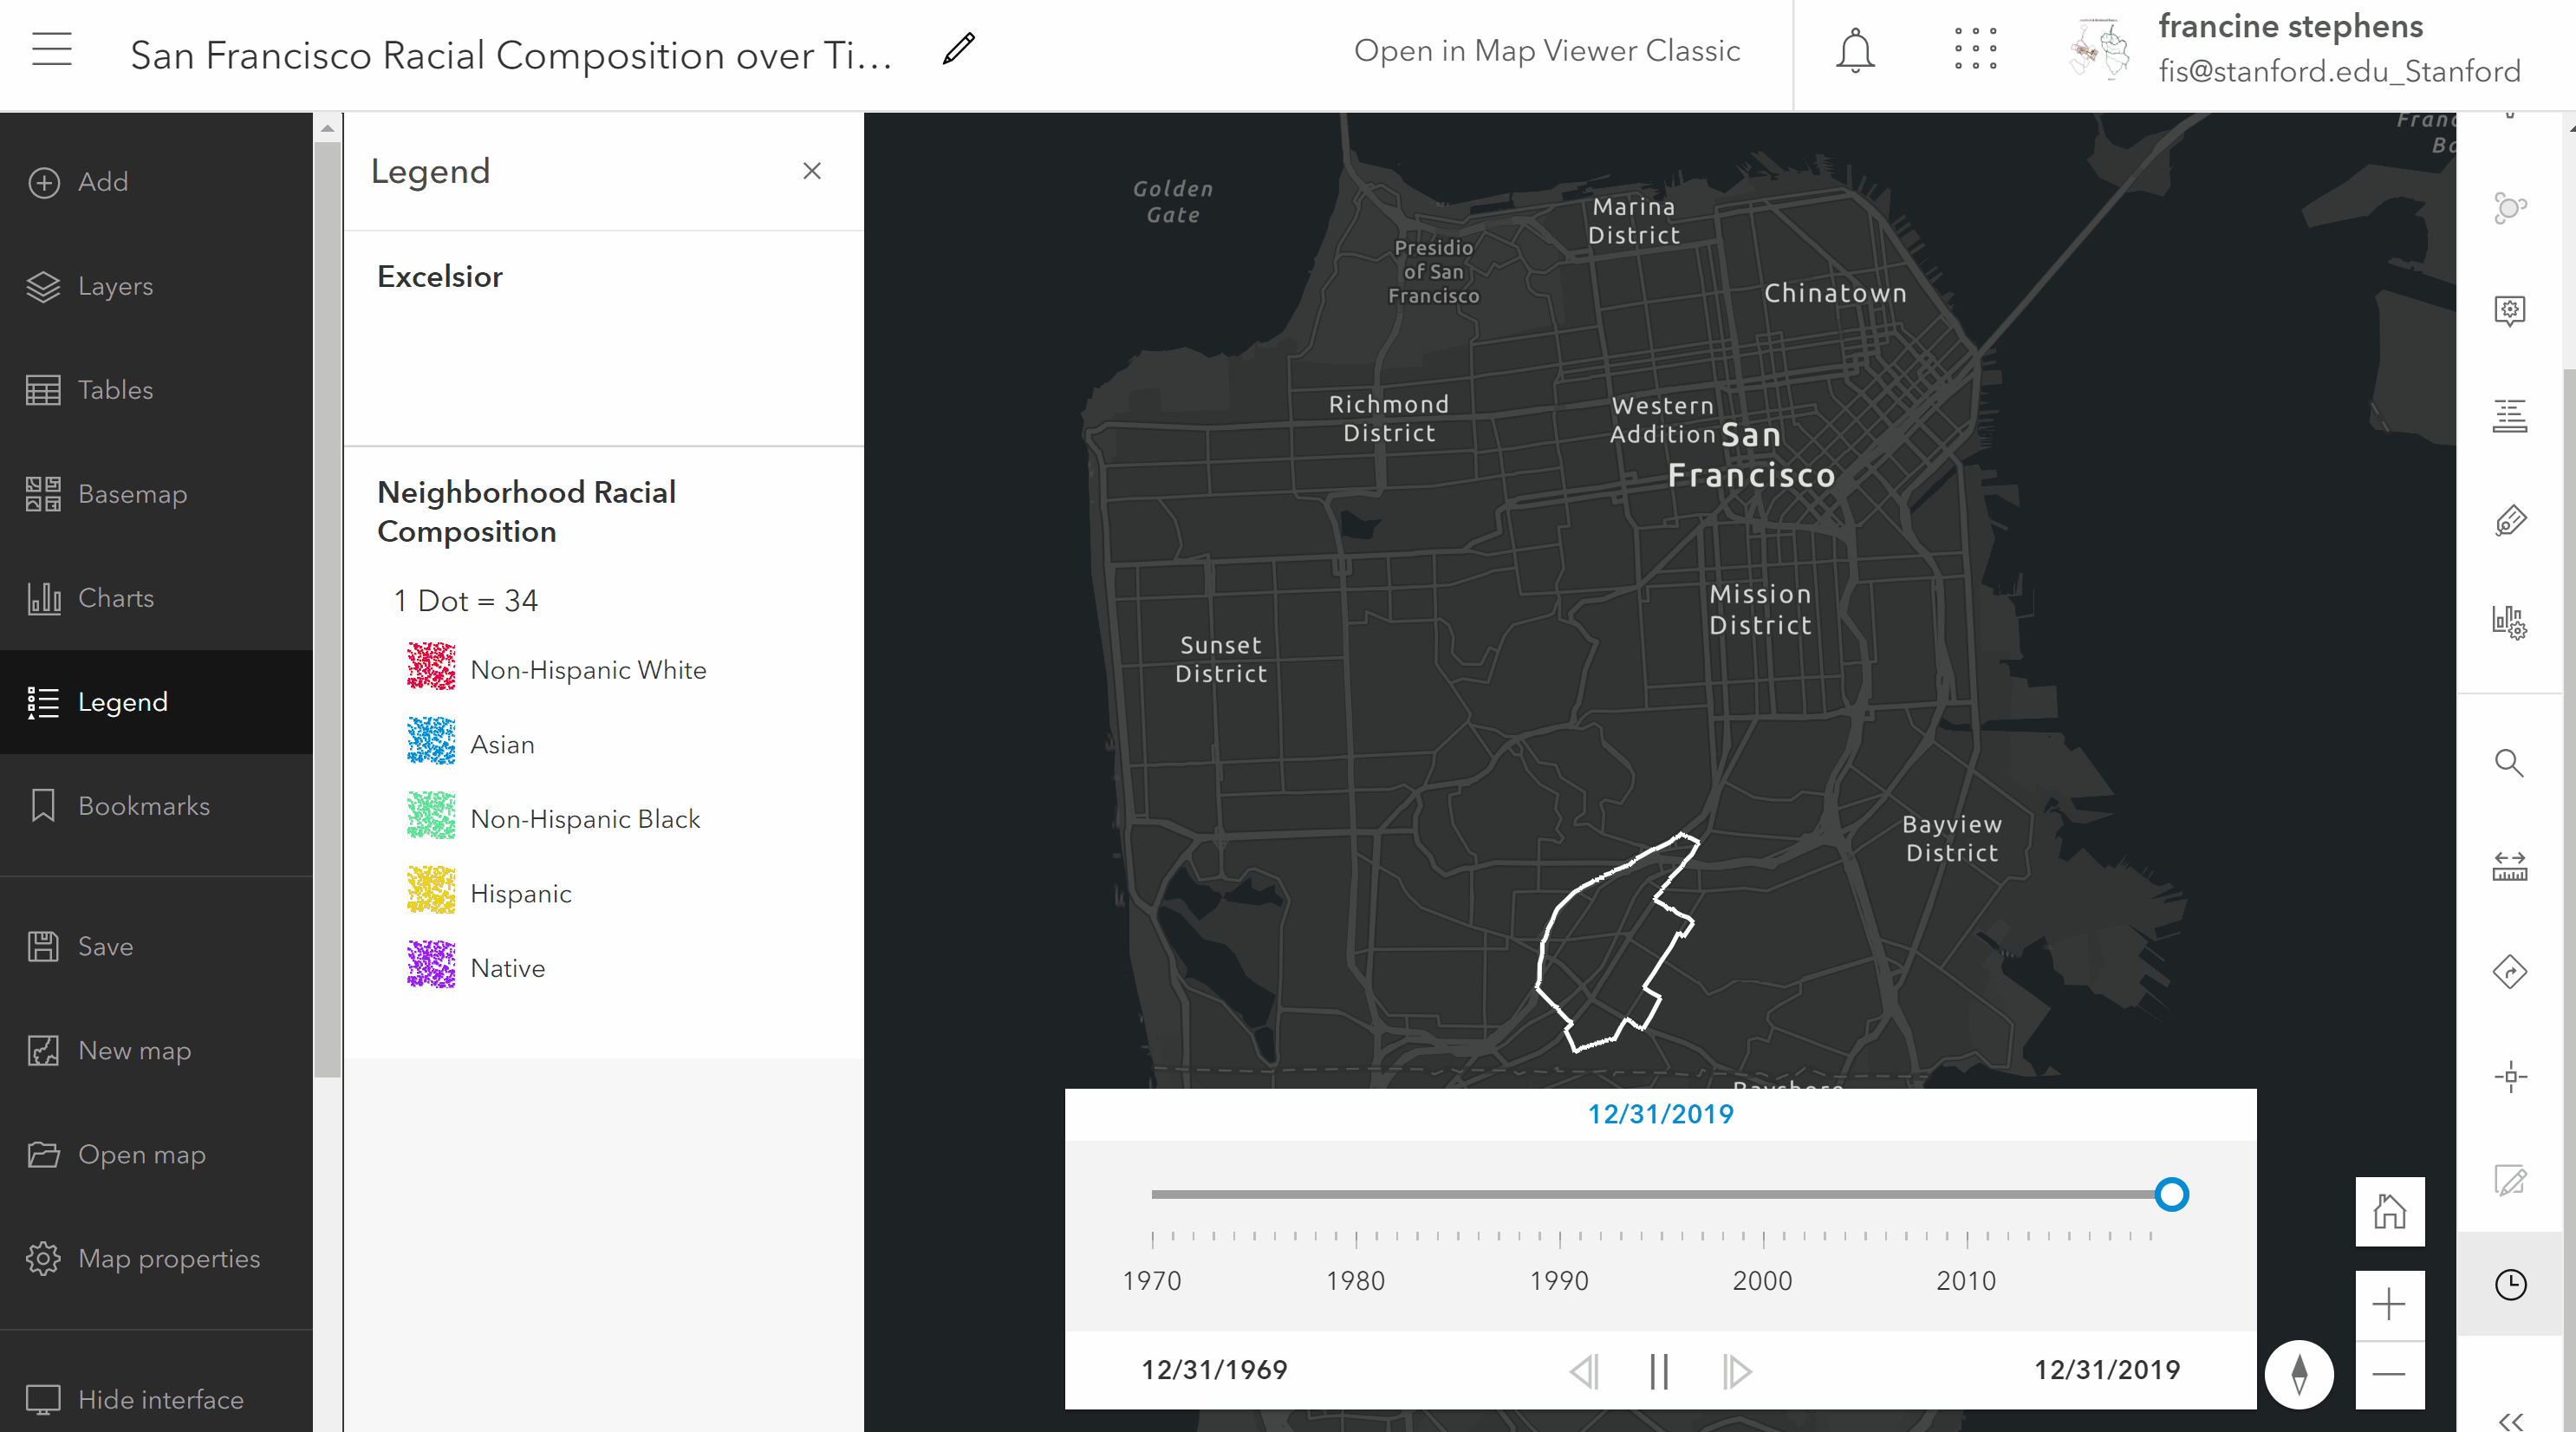 San Francisco Racial Composition over Ti...
Open in Map Viewer Classic
francine stephens
fis@stanford.edu_Stanford
Add
Layers
Tables
Basemap
Charts
Legend
Bookmarks
Save
New map
Open map
Map properties
Hide interface
Legend
Excelsior
Neighborhood Racial
Composition
1 Dot = 34
Non-Hispanic White
Asian
Non-Hispanic Black
Hispanic
Native
Golden
Gate
Presidio
of San
Francisco
Marina
District
Chinatown
Richmond
District
Western
Addition
San
Francisco
Mission
District
Sunset
District
Bayview
District
12/31/2019
1970
1980
1990
2000
2010
12/31/1969
12/31/2019